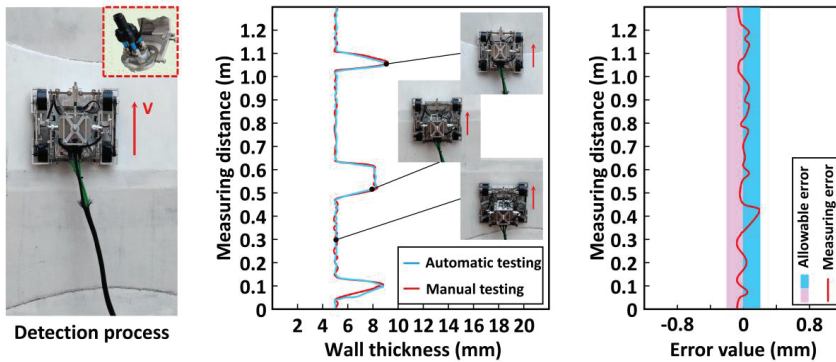 V
Detection process
Measuring distance (m)
1.2
1.1
1.0
0.9
0.8
0.7
0.6
0.5
0.4
0.3
0.2
0.1
0
Automatic testing
Manual testing
2 4 6 8 10 12 14 16 18 20
Wall thickness (mm)
Measuring distance (m)
1.2
1.1
1.0
0.9
0.8
0.7
0.6
0.5
0.4
0.3
0.2
0.1
0
Allowable error
Measuring error
-0.8 0 0.8
Error value (mm)